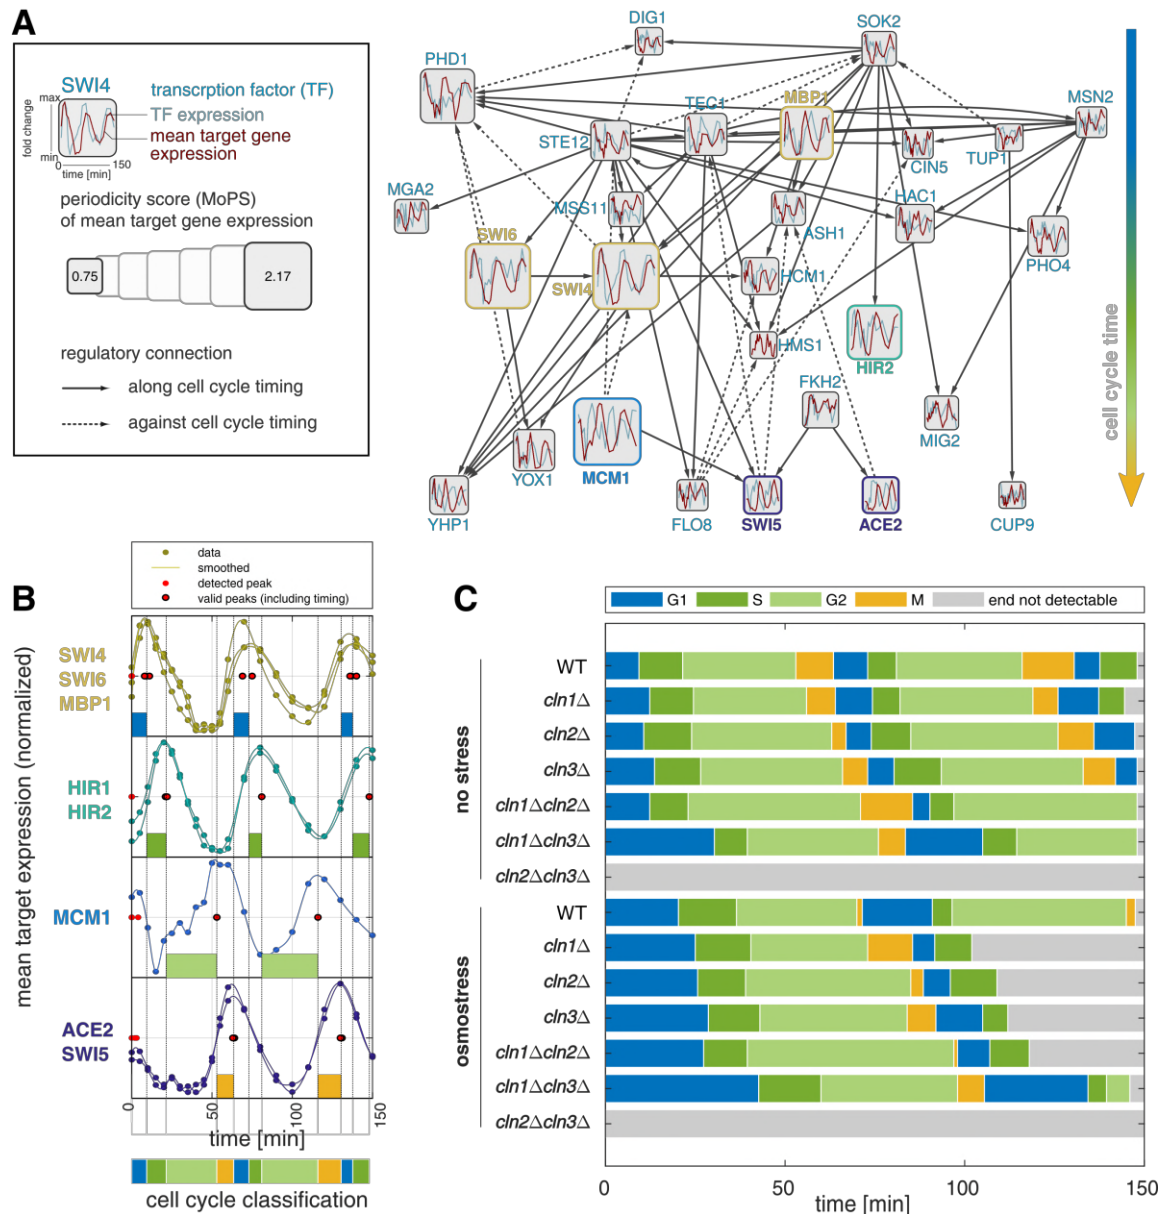 A
SWI4
max
fold change
min
0
150
time [min]
transcrption factor (TF)
TF expression
mean target gene
expression
periodicity score (MoPS)
of mean target gene expression
0.75
2.17
regulatory connection
along cell cycle timing
against cell cycle timing
DIG1
SOK2
PHD1
TEC1
MBP1
MSN2
STE12
CIN5
TUP1
MGA2
MSS11
ASH1
HAC1
SWI6
PHO4
SWI4
HCM1
HMS1
HIR2
FKH2
MIG2
YOX1
MCM1
YHP1
FLO8
SWI5
ACE2
CUP9
cell cycle time
B
data
smoothed
detected peak
valid peaks (including timing)
mean target expression (normalized)
SWI4
SWI6
MBP1
HIR1
HIR2
MCM1
ACE2
SWI5
0
50
100
150
time [min]
cell cycle classification
C
G1
S
G2
M
end not detectable
no stress
WT
cln1Δ
cln2Δ
cln3Δ
cln1Δcln2Δ
cln1Δcln3Δ
cln2Δcln3Δ
osmostress
WT
cln1Δ
cln2Δ
cln3Δ
cln1Δcln2Δ
cln1Δcln3Δ
cln2Δcln3Δ
0
50
100
150
time [min]